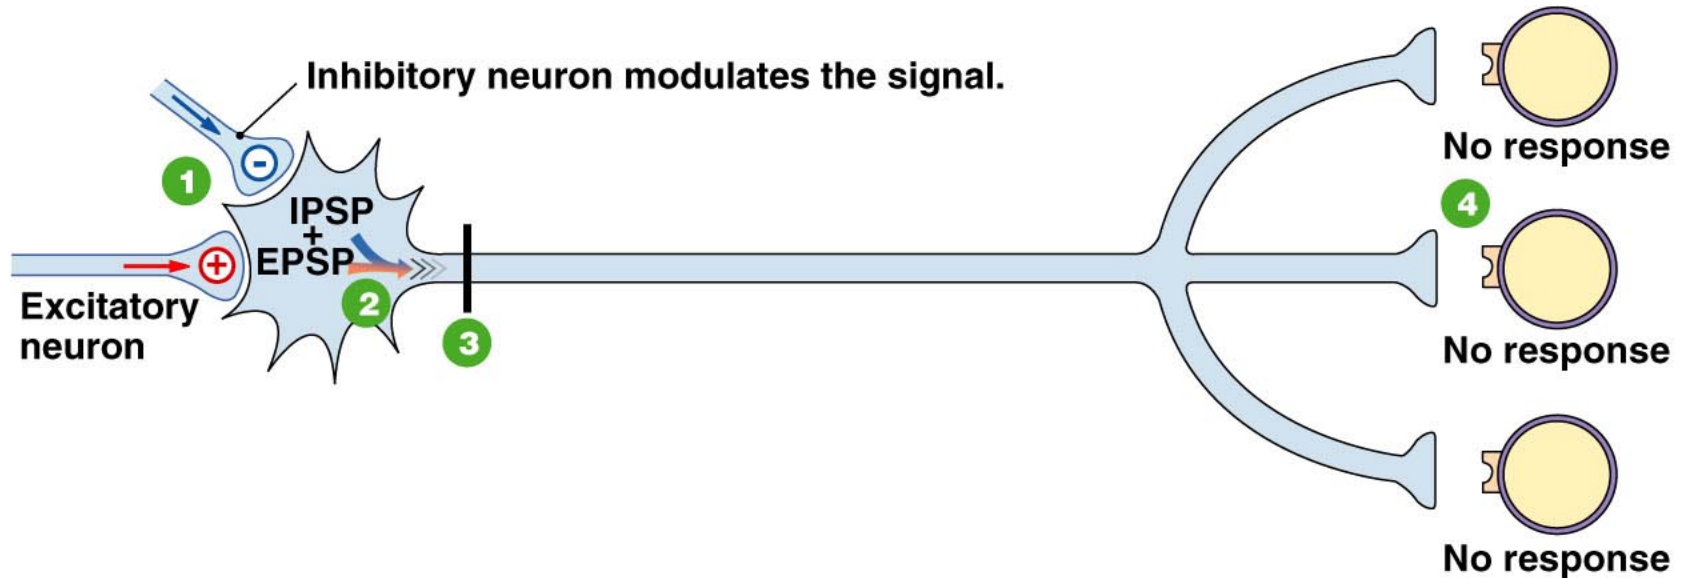 Inhibitory neuron modulates the signal.
-
1
IPSP
+
EPSP
+
Excitatory
neuron
2
3
No response
4
No response
No response